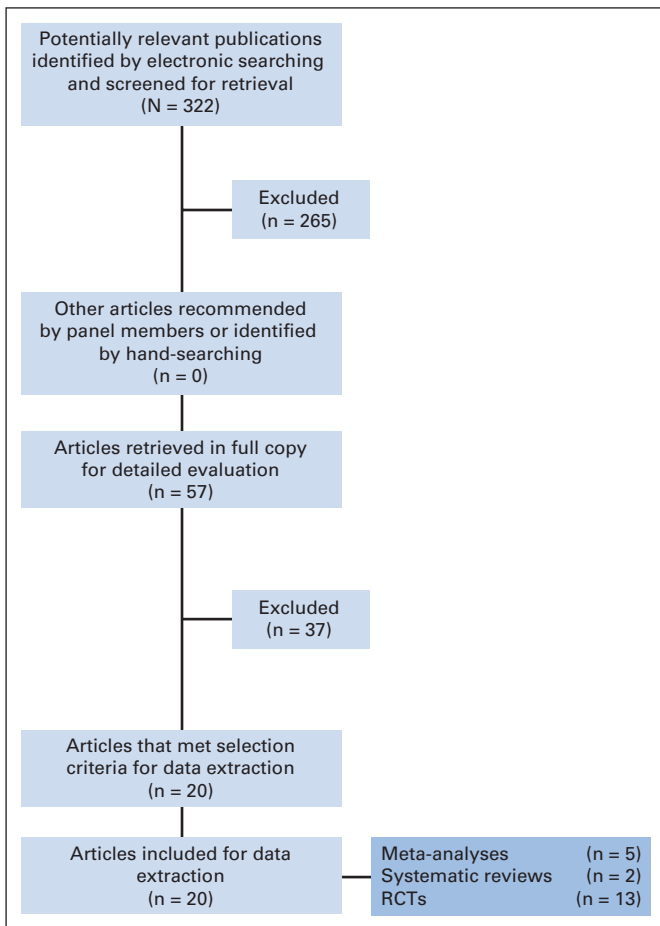 Potentially relevant publications
identified by electronic searching
and screened for retrieval
(N = 322)
Excluded
(n = 265)
Other articles recommended
by panel members or identified
by hand-searching
(n = 0)
Articles retrieved in full copy
for detailed evaluation
(n = 57)
Excluded
(n = 37)
Articles that met selection
criteria for data extraction
(n = 20)
Articles included for data
extraction
(n = 20)
Meta-analyses (n = 5)
Systematic reviews (n = 2)
RCTs (n = 13)